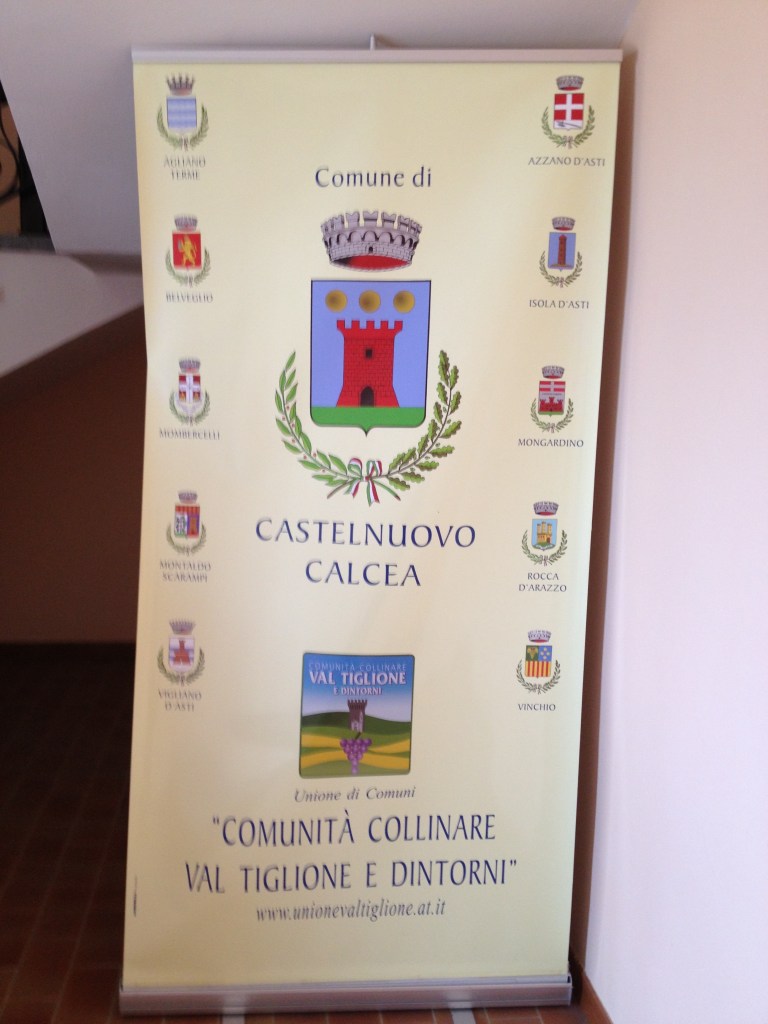 AGLIANO
TERME
BELVEGLIO
MOMBERCELLI
MONTALDO
SCARAMPI
VIGLIANO
D'ASTI
Comune di
CASTELNUOVO
CALCEA
AZZANO D'ASTI
ISOLA D'ASTI
MONGARDINO
ROCCA
D'ARAZZO
VINCHIO
COMUNITÀ COLLINARE
VAL TIGLIONE
E DINTORNI
Unione di Comuni
"COMUNITÀ COLLINARE
VAL TIGLIONE E DINTORNI"
www.unionevaltiglione.at.it